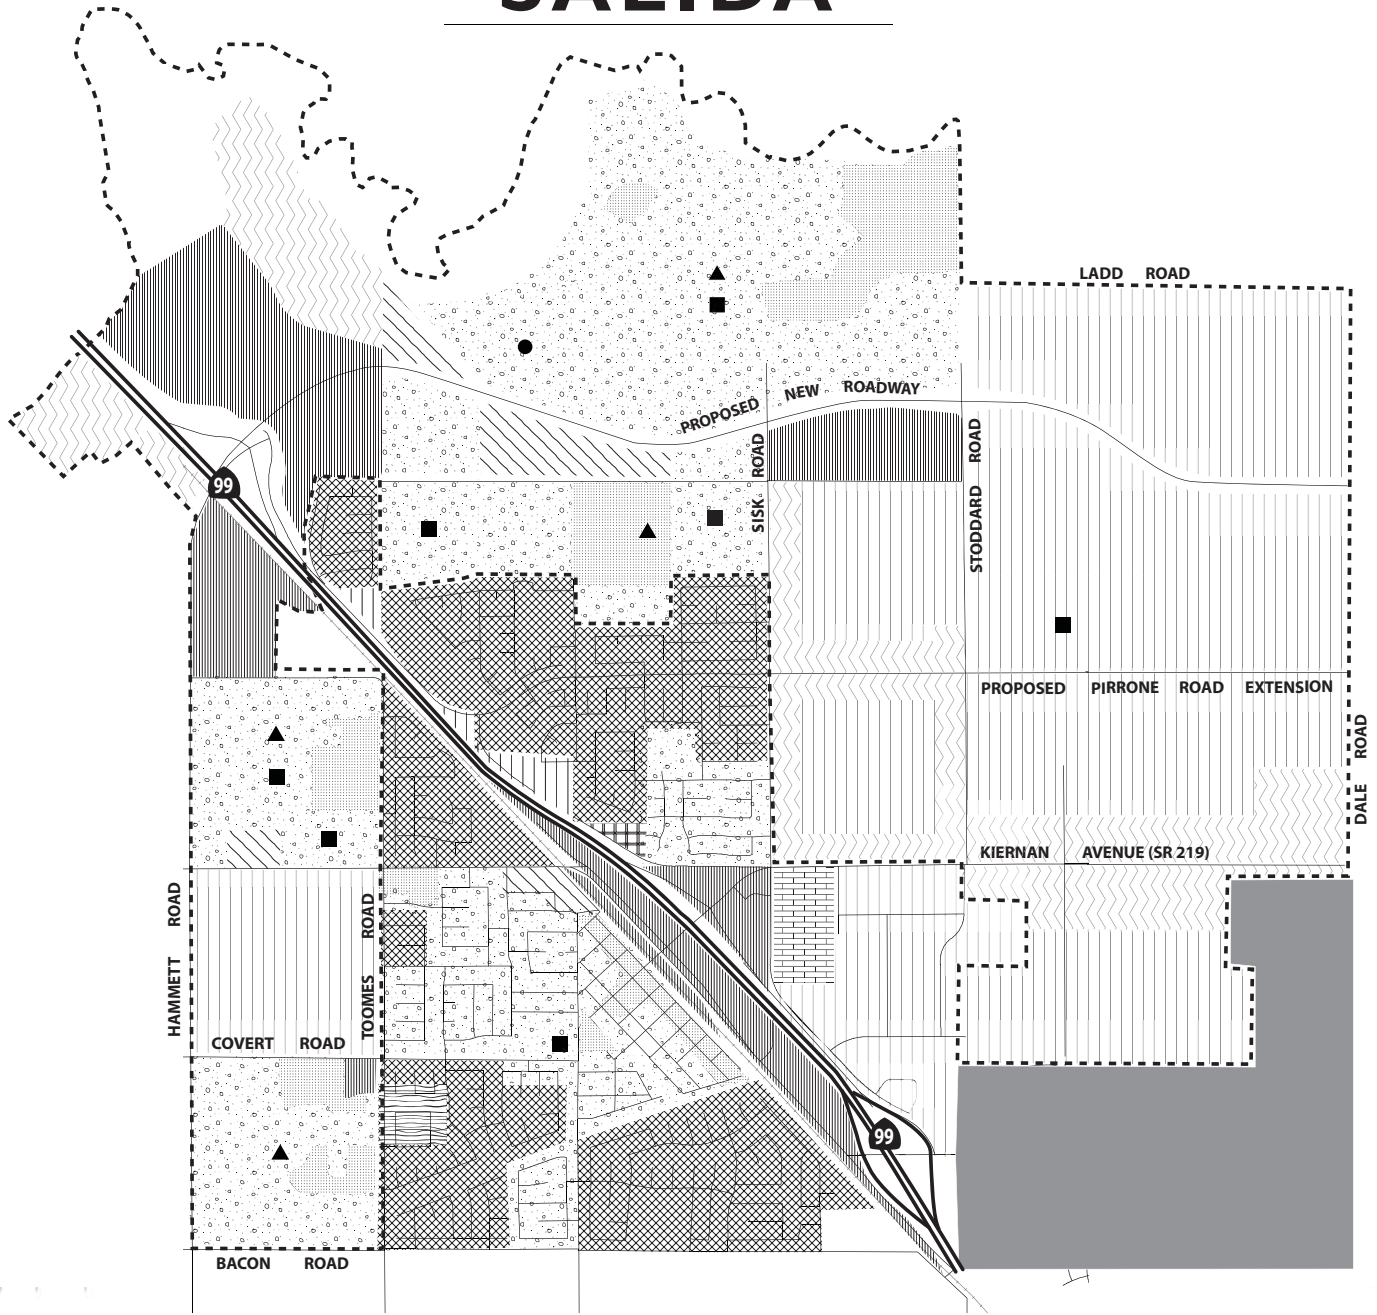 SALIDA
LADD ROAD
PROPOSED NEW ROADWAY
SISK ROAD
STODDARD ROAD
99
PROPOSED PIRRONE ROAD EXTENSION
DALE ROAD
KIERNAN AVENUE (SR 219)
HAMMETT ROAD
TOOMES ROAD
COVERT ROAD
99
BACON ROAD